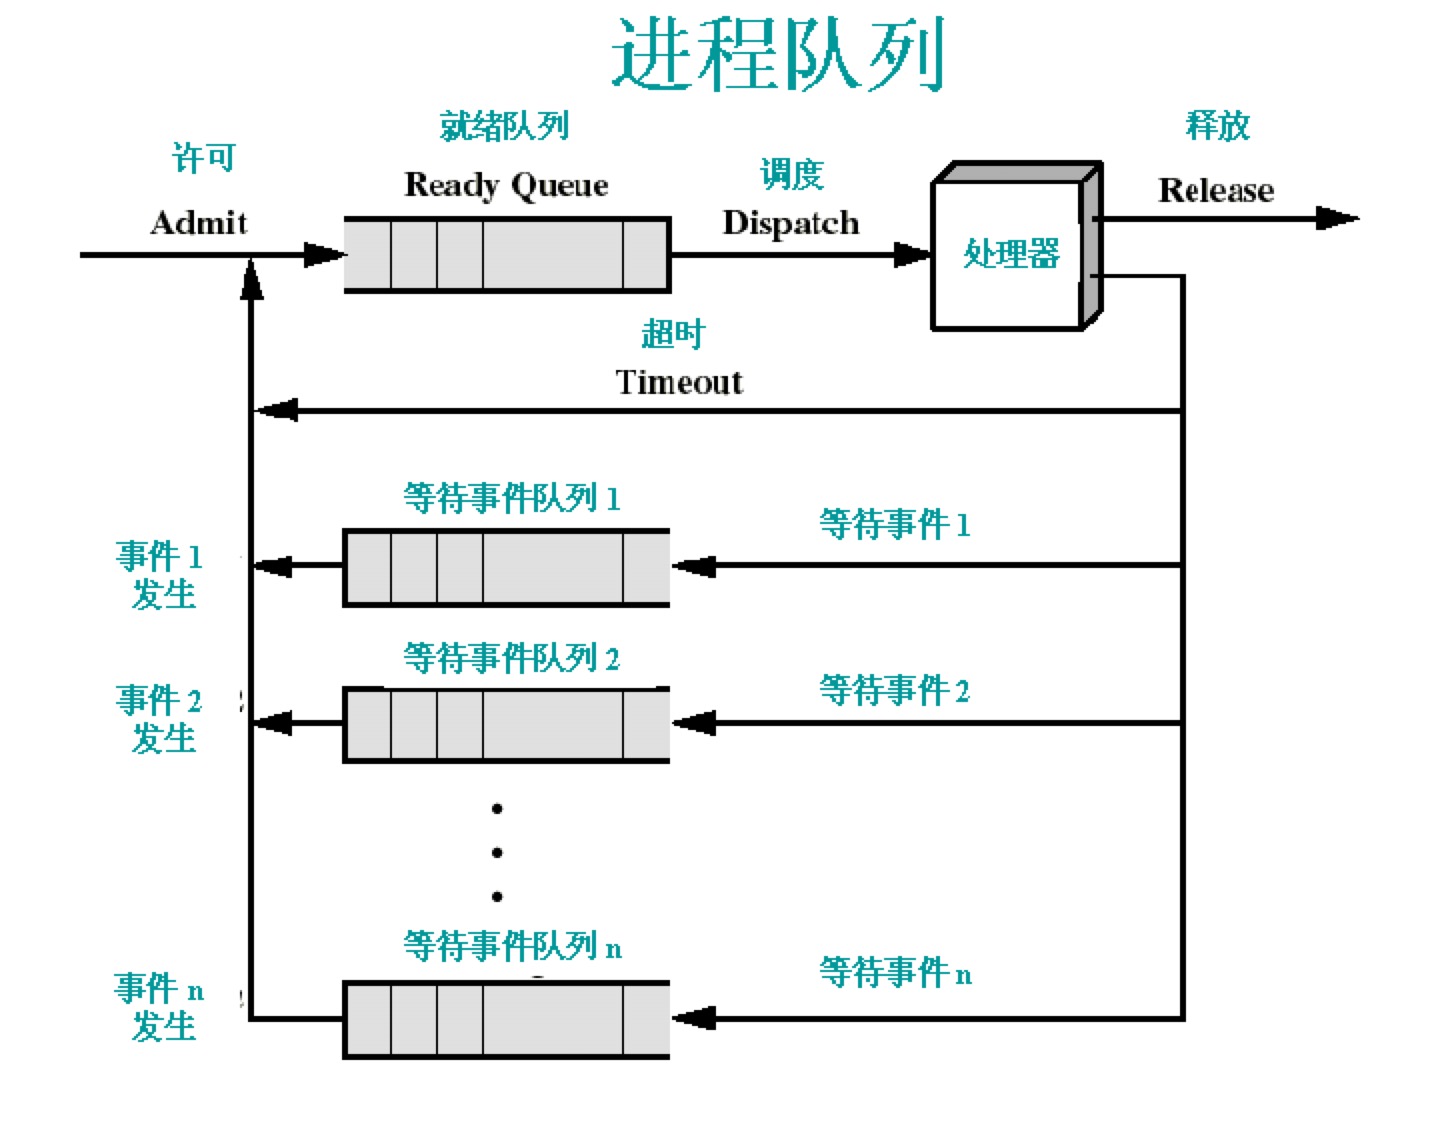 进程队列
就绪队列
释放
许可
调度
Ready Queue
Release
Admit
Dispatch
处理器
超时
Timeout
等待事件队列 1
等待事件 1
事件 1
发生
等待事件队列 2
等待事件 2
事件 2
发生
等待事件队列 n
等待事件 n
事件 n
发生